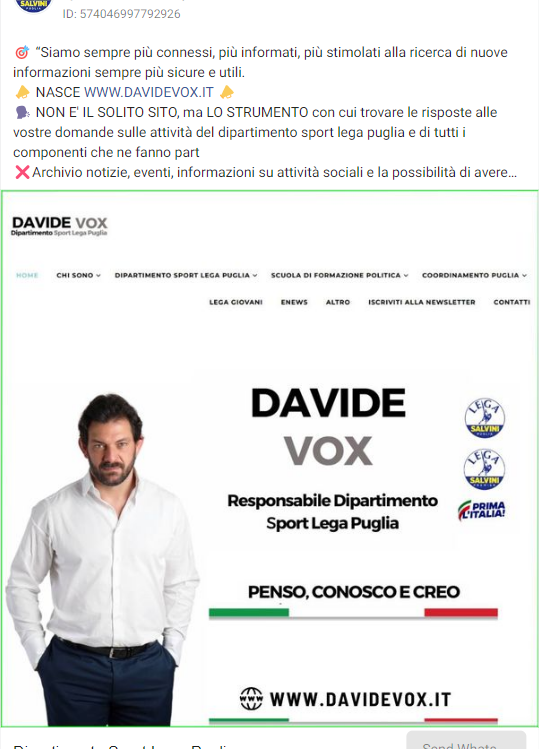 SALVINI
ID: 574046997792926
🎯 “Siamo sempre più connessi, più informati, più stimolati alla ricerca di nuove
informazioni sempre più sicure e utili.
📣 NASCE WWW.DAVIDEVOX.IT 📣
🗣 NON E' IL SOLITO SITO, ma LO STRUMENTO con cui trovare le risposte alle
vostre domande sulle attività del dipartimento sport lega puglia e di tutti i
componenti che ne fanno part
❌Archivio notizie, eventi, informazioni su attività sociali e la possibilità di avere...
DAVIDE VOX
Dipartimento Sport Lega Puglia
HOME CHI SONO DIPARTIMENTO SPORT LEGA PUGLIA SCUOLA DI FORMAZIONE POLITICA COORDINAMENTO PUGLIA
LEGA GIOVANI ENEWS ALTRO ISCRIVITI ALLA NEWSLETTER CONTATTI
DAVIDE
VOX
LEGA
SALVINI
LEGA
SALVINI
PREMIER
Responsabile Dipartimento
Sport Lega Puglia
PRIMA
L'ITALIA!
PENSO, CONOSCO E CREO
WWW.DAVIDEVOX.IT
Dipartimento Sport Lega Puglia
Send Whats